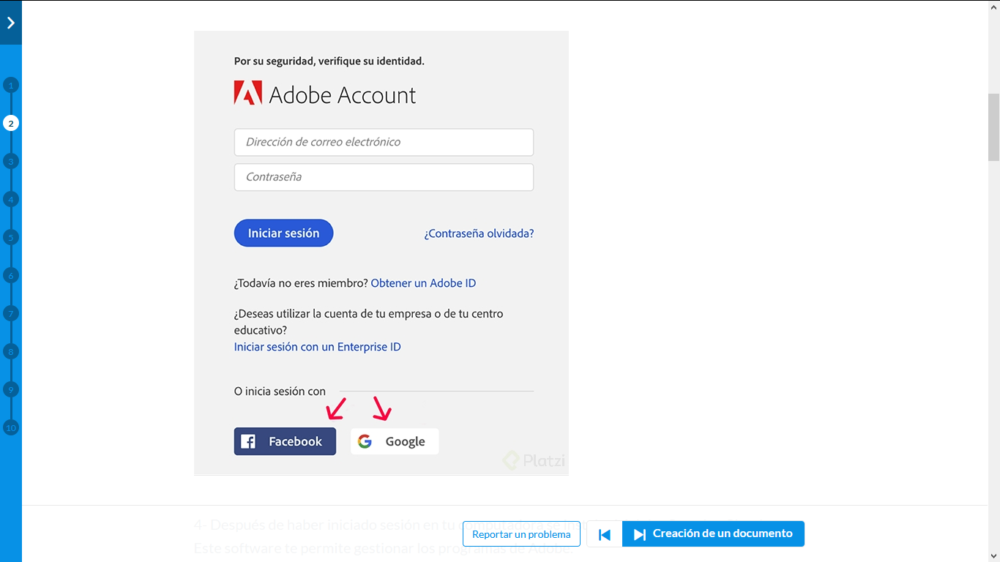 1
2
3
4
5
6
7
8
9
10
Por su seguridad, verifique su identidad.
Adobe Account
Dirección de correo electrónico
Contraseña
Iniciar sesión
¿Contraseña olvidada?
¿Todavía no eres miembro? Obtener un Adobe ID
¿Deseas utilizar la cuenta de tu empresa o de tu centro
educativo?
Iniciar sesión con un Enterprise ID
O inicia sesión con
Facebook
Google
Platzi
4- Después de haber iniciado sesión en tu
Este software te permite gestionar los programas de Adobe.
Reportar un problema
Creación de un documento